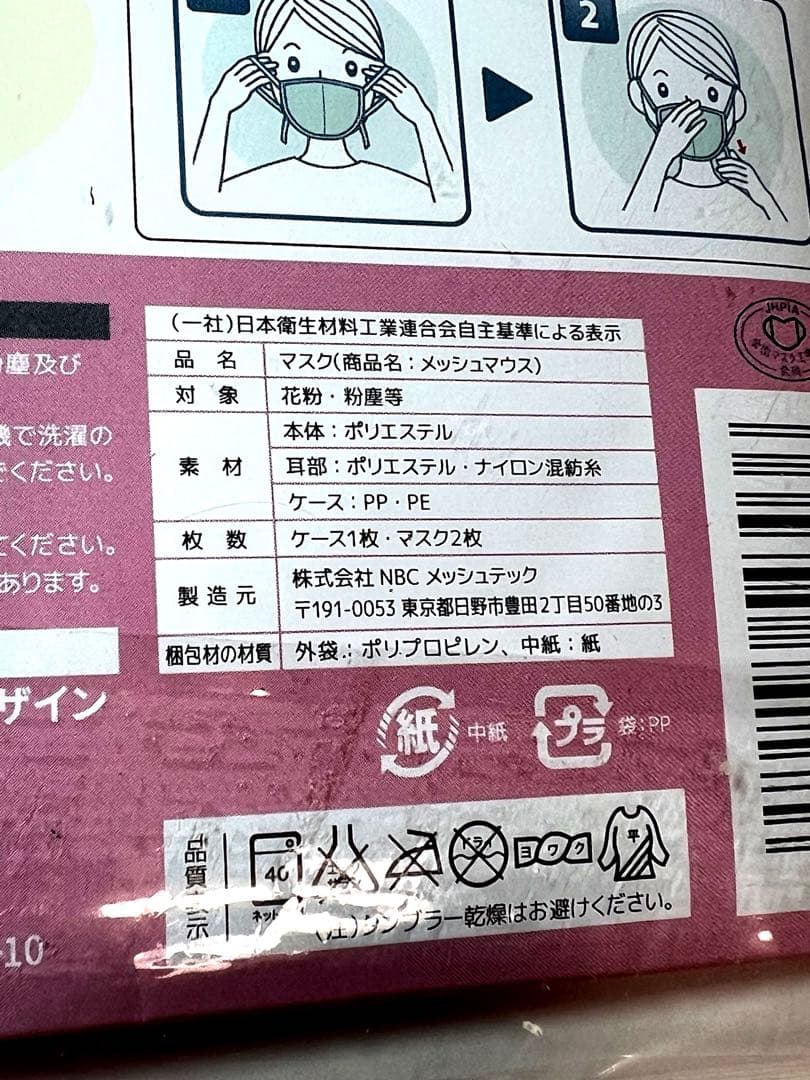 2
(一社)日本衛生材料工業連合会自主基準による表示
品 名 マスク(商品名:メッシュマウス)
対 象 花粉・粉塵等
素 材 本体:ポリエステル
耳部:ポリエステル・ナイロン混紡糸
ケース:PP・PE
枚 数 ケース1枚・マスク2枚
製造元 株式会社 NBC メッシュテック
〒191-0053 東京都日野市豊田2丁目50番地の3
梱包材の材質 外袋:ポリプロピレン、中紙:紙
塵及び
機で洗濯の
ください。
ください。
あります。
ザイン
JHPIA
紙 中紙 プラ 袋:PP
品質表示
40 ネット
ドライ
ヨワク
平
(注)タンブラー乾燥はお避けください。
-10